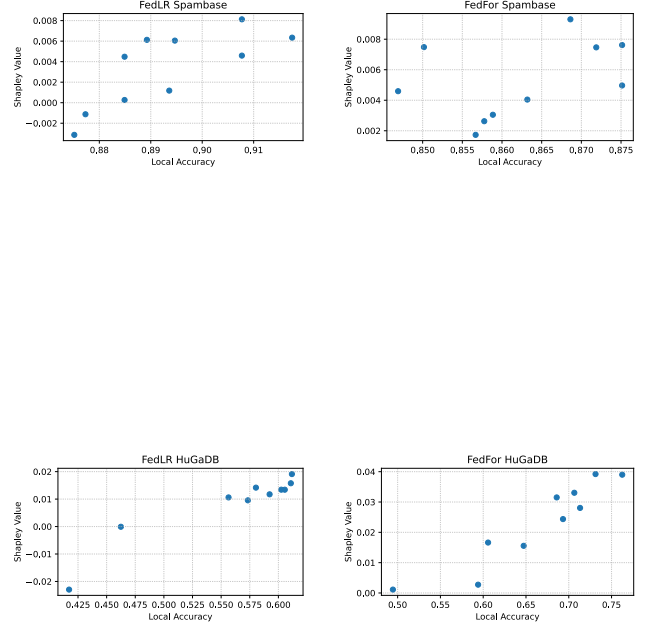 FedLR Spambase
0.008
0.006
0.004
0.002
0.000
−0.002
Shapley Value
0.88 0.89 0.90 0.91
Local Accuracy
FedFor Spambase
0.008
0.006
0.004
0.002
Shapley Value
0.850 0.855 0.860 0.865 0.870 0.875
Local Accuracy
FedLR HuGaDB
0.02
0.01
0.00
−0.01
−0.02
Shapley Value
0.425 0.450 0.475 0.500 0.525 0.550 0.575 0.600
Local Accuracy
FedFor HuGaDB
0.04
0.03
0.02
0.01
0.00
Shapley Value
0.50 0.55 0.60 0.65 0.70 0.75
Local Accuracy